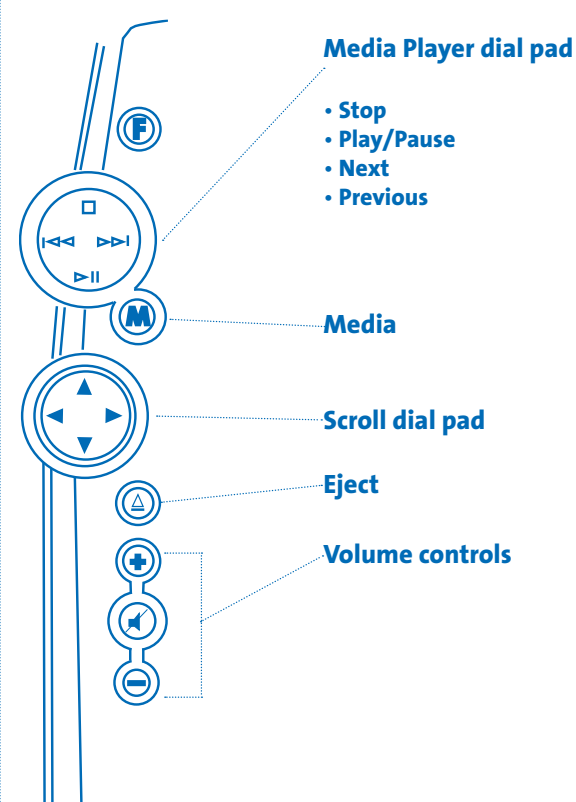 Media Player dial pad
• Stop
• Play/Pause
• Next
• Previous
F
M
Media
Scroll dial pad
Eject
Volume controls